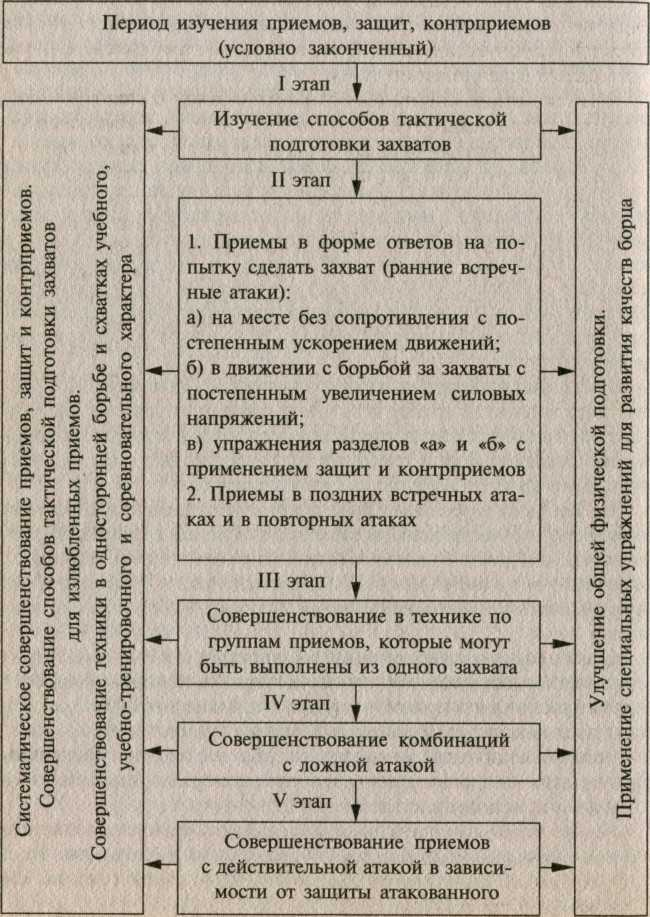 Период изучения приемов, защит, контрприемов
(условно законченный)
I этап
Изучение способов тактической
подготовки захватов
II этап
1. Приемы в форме ответов на по-
пытку сделать захват (ранние встреч-
ные атаки):
а) на месте без сопротивления с по-
степенным ускорением движений;
б) в движении с борьбой за захваты с
постепенным увеличением силовых
напряжений;
в) упражнения разделов «а» и «б» с
применением защит и контрприемов
2. Приемы в поздних встречных ата-
ках и в повторных атаках
III этап
Совершенствование в технике по
группам приемов, которые могут
быть выполнены из одного захвата
IV этап
Совершенствование комбинаций
с ложной атакой
V этап
Совершенствование приемов
с действительной атакой в зависи-
мости от защиты атакованного
Систематическое совершенствование приемов, защит и контрприемов.
Совершенствование способов тактической подготовки захватов
для излюбленных приемов.
Совершенствование техники в односторонней борьбе и схватках учебного,
учебно-тренировочного и соревновательного характера
Улучшение общей физической подготовки.
Применение специальных упражнений для развития качеств борца